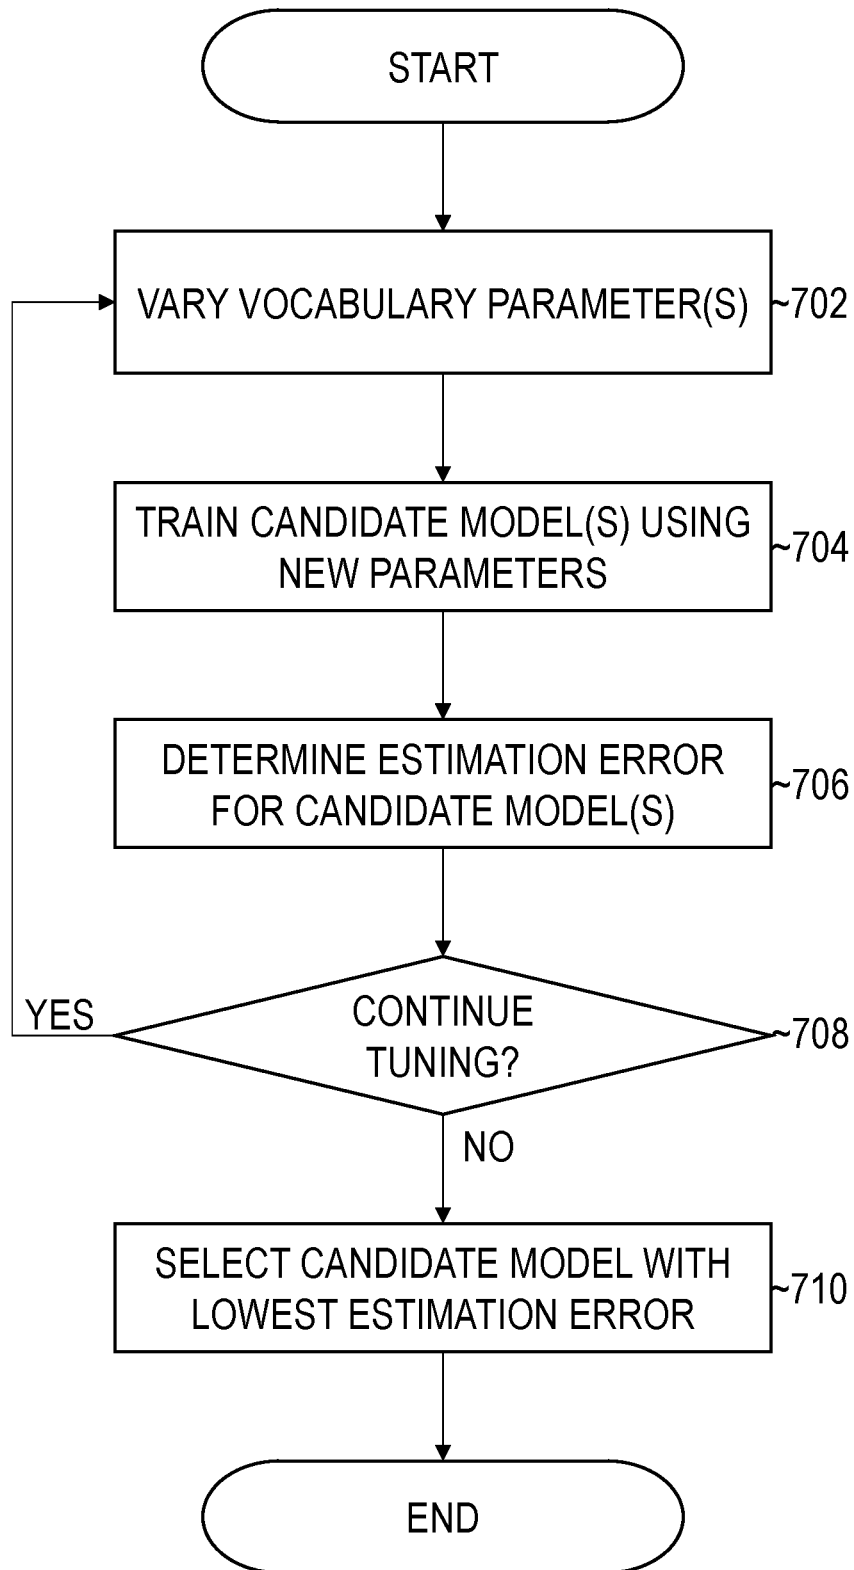 START
VARY VOCABULARY PARAMETER(S)
~702
TRAIN CANDIDATE MODEL(S) USING
NEW PARAMETERS
~704
DETERMINE ESTIMATION ERROR
FOR CANDIDATE MODEL(S)
~706
YES
CONTINUE
TUNING?
~708
NO
SELECT CANDIDATE MODEL WITH
LOWEST ESTIMATION ERROR
~710
END